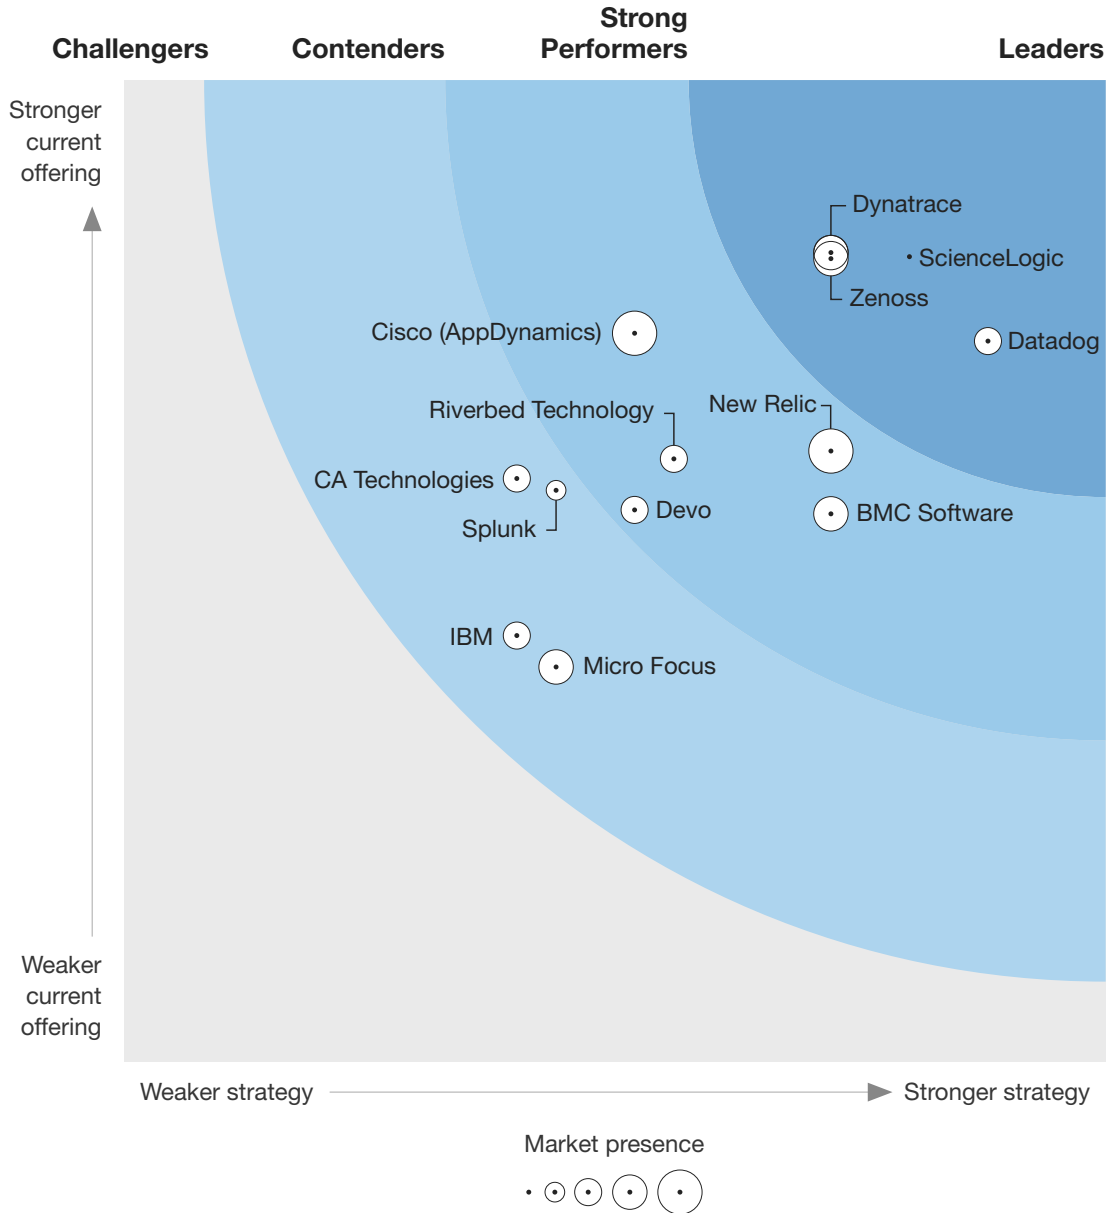 Challengers
Contenders
Strong
Performers
Leaders
Stronger
current
offering
Dynatrace
ScienceLogic
Zenoss
Cisco (AppDynamics)
Datadog
Riverbed Technology
New Relic
CA Technologies
Splunk
Devo
BMC Software
IBM
Micro Focus
Weaker
current
offering
Weaker strategy
Stronger strategy
Market presence